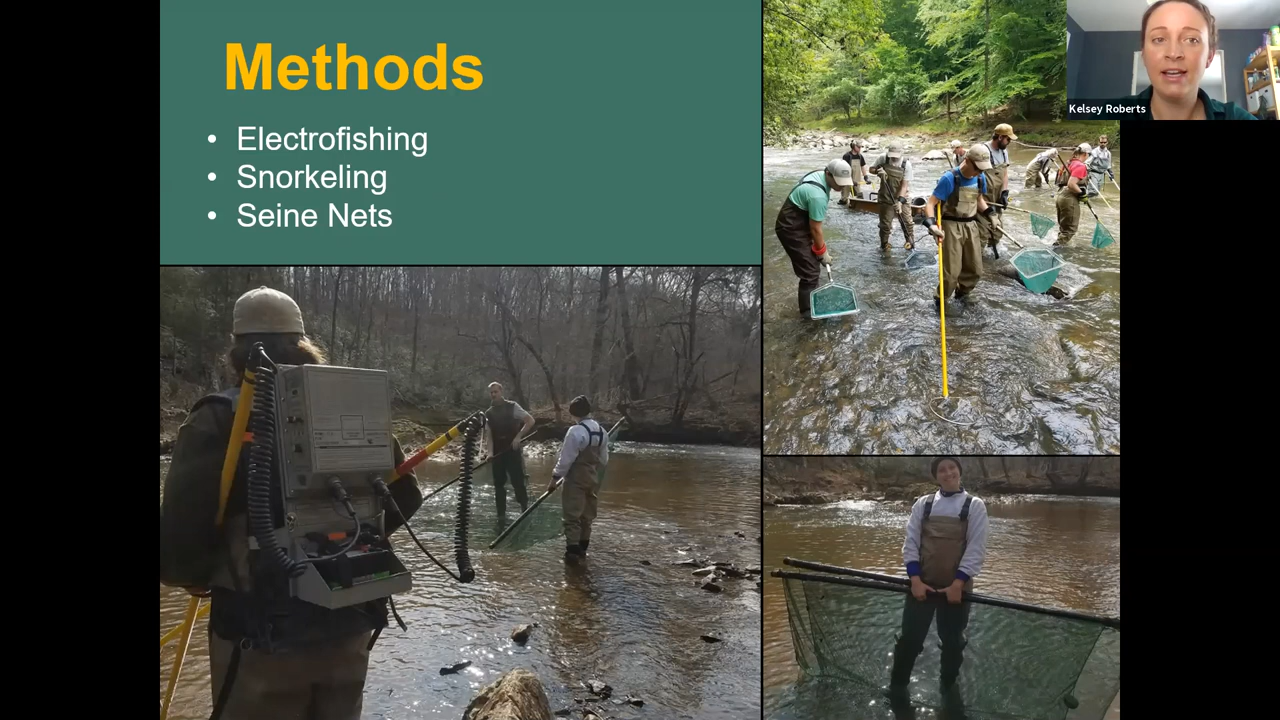 Methods
• Electrofishing
• Snorkeling
• Seine Nets
Kelsey Roberts